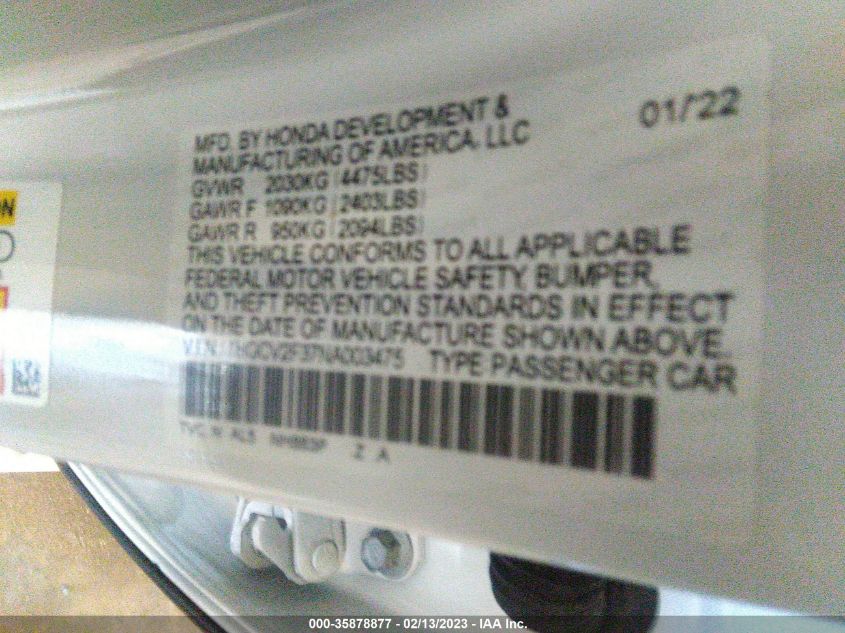 01/'22
MFD. BY HONDA DEVELOPMENT &
MANUFACTURING OF AMERICA, LLC
GVWR 2030KG (4475LBS)
GAWR F 1090KG (2403LBS)
GAWR R 950KG (2094LBS)
THIS VEHICLE CONFORMS TO ALL APPLICABLE
FEDERAL MOTOR VEHICLE SAFETY, BUMPER,
AND THEFT PREVENTION STANDARDS IN EFFECT
ON THE DATE OF MANUFACTURE SHOWN ABOVE.
V.I.N.: 1HGCV2F37NA003475 TYPE PASSENGER CAR
Z A
000-35878877 - 02/13/2023 - IAA Inc.